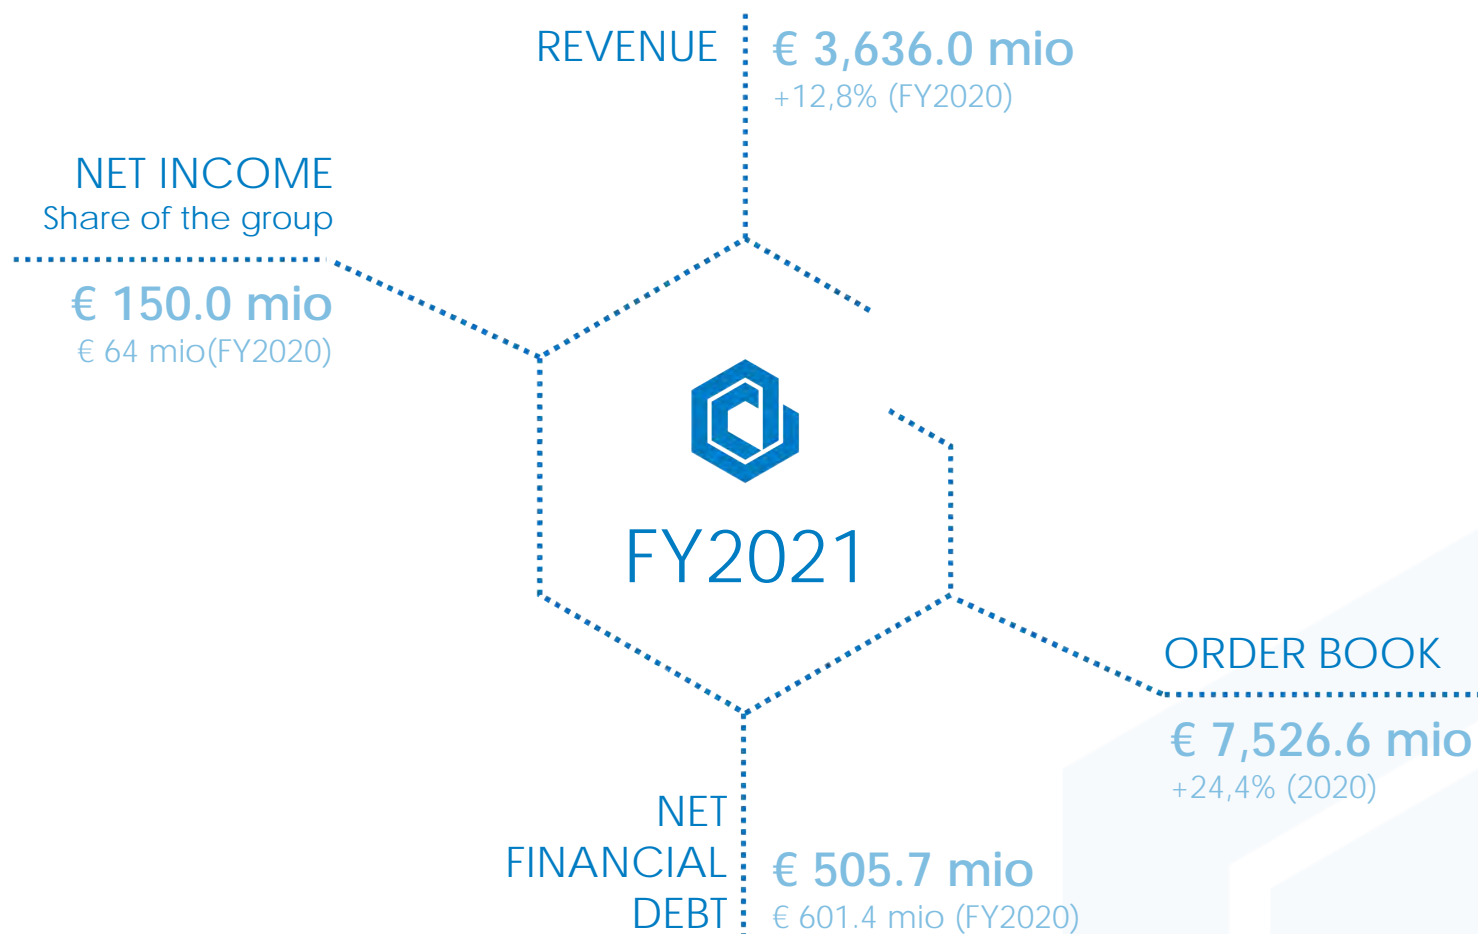 REVENUE
€ 3,636.0 mio
+12,8% (FY2020)
NET INCOME
Share of the group
€ 150.0 mio
€ 64 mio(FY2020)
FY2021
ORDER BOOK
€ 7,526.6 mio
+24,4% (2020)
NET
FINANCIAL
DEBT
€ 505.7 mio
€ 601.4 mio (FY2020)